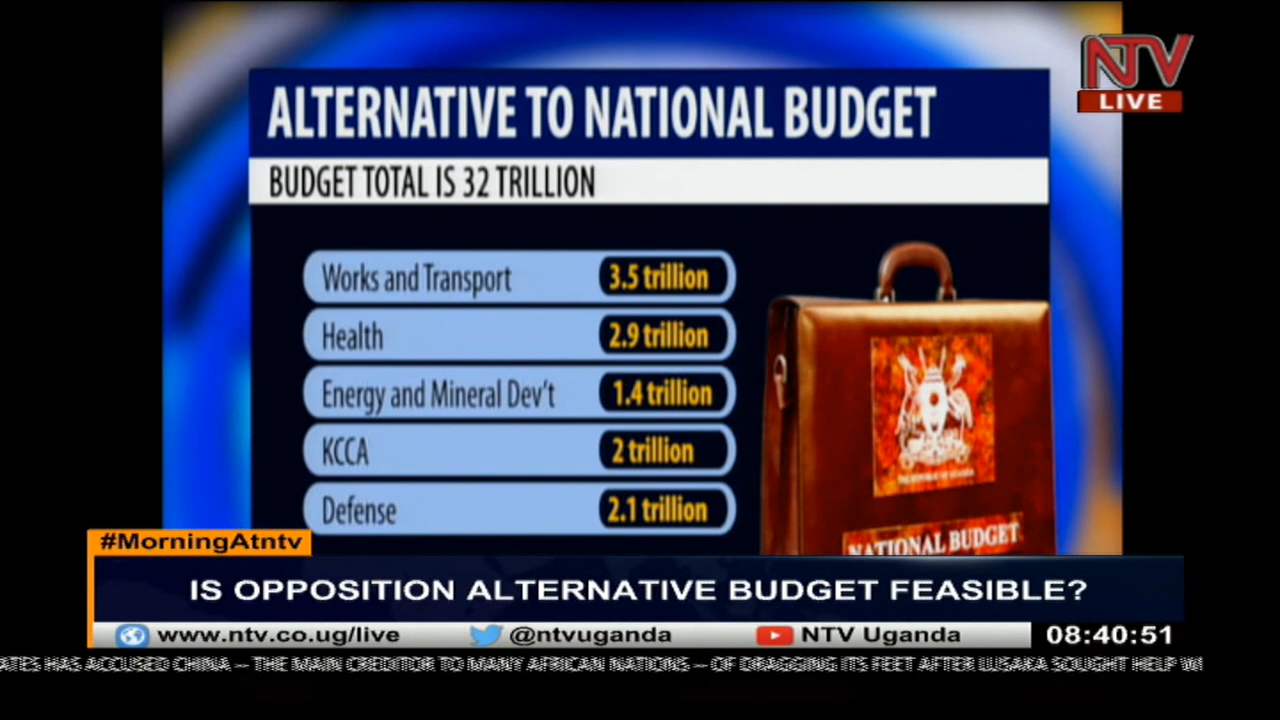 NTV
LIVE
ALTERNATIVE TO NATIONAL BUDGET
BUDGET TOTAL IS 32 TRILLION
Works and Transport 3.5 trillion
Health 2.9 trillion
Energy and Mineral Dev't 1.4 trillion
KCCA 2 trillion
Defense 2.1 trillion
NATIONAL BUDGET
#MorningAtntv
IS OPPOSITION ALTERNATIVE BUDGET FEASIBLE?
www.ntv.co.ug/live @ntvuganda NTV Uganda 08:40:51
ATES HAS ACCUSED CHINA – THE MAIN CREDITOR TO MANY AFRICAN NATIONS – OF DRAGGING ITS FEET AFTER LUSAKA SOUGHT HELP